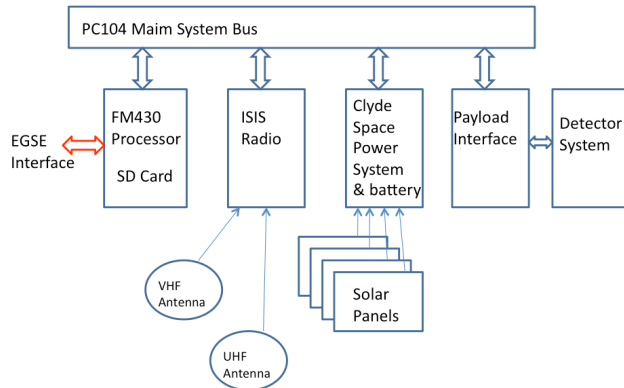 PC104 Maim System Bus
FM430
Processor
SD Card
ISIS
Radio
Clyde
Space
Power
System
& battery
Payload
Interface
Detector
System
EGSE
Interface
VHF
Antenna
UHF
Antenna
Solar
Panels